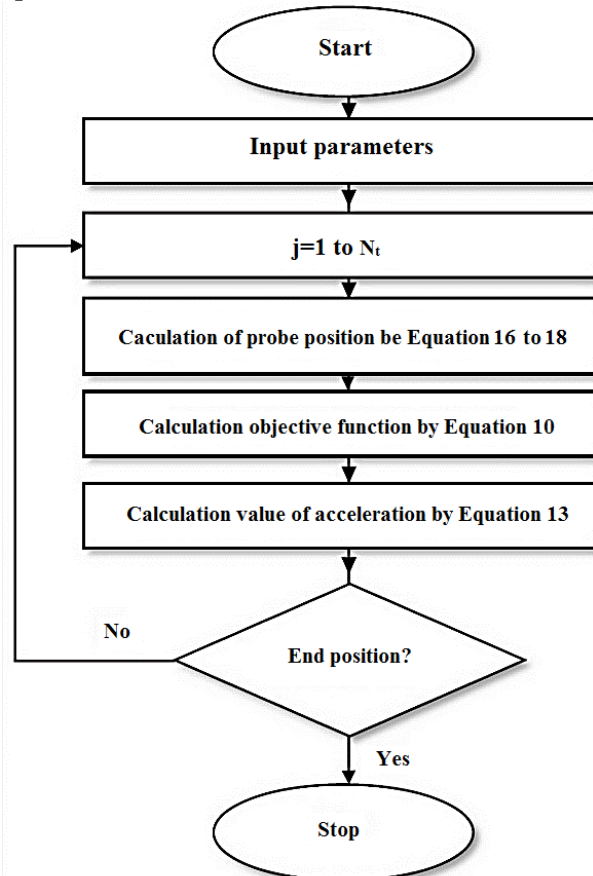 Start
Input parameters
j=1 to Nₜ
Caculation of probe position be Equation 16 to 18
Calculation objective function by Equation 10
Calculation value of acceleration by Equation 13
No
End position?
Yes
Stop